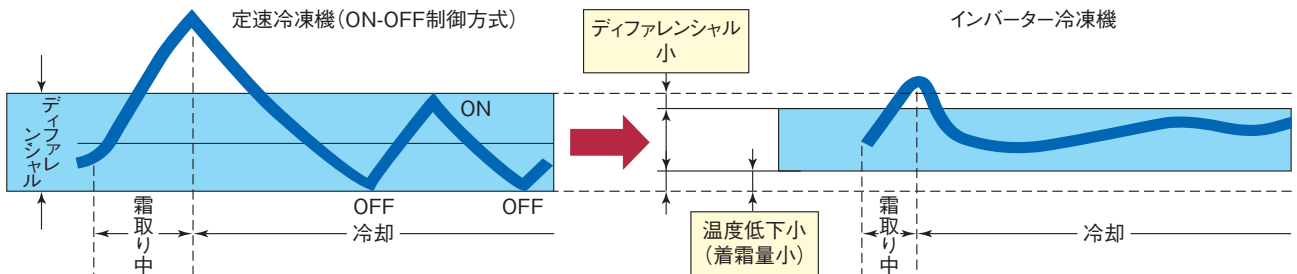 定速冷凍機(ON-OFF制御方式)
ディファレンシャル
ON
OFF
OFF
霜取り中
冷却
ディファレンシャル
小
温度低下小
(着霜量小)
インバーター冷凍機
霜取り中
冷却